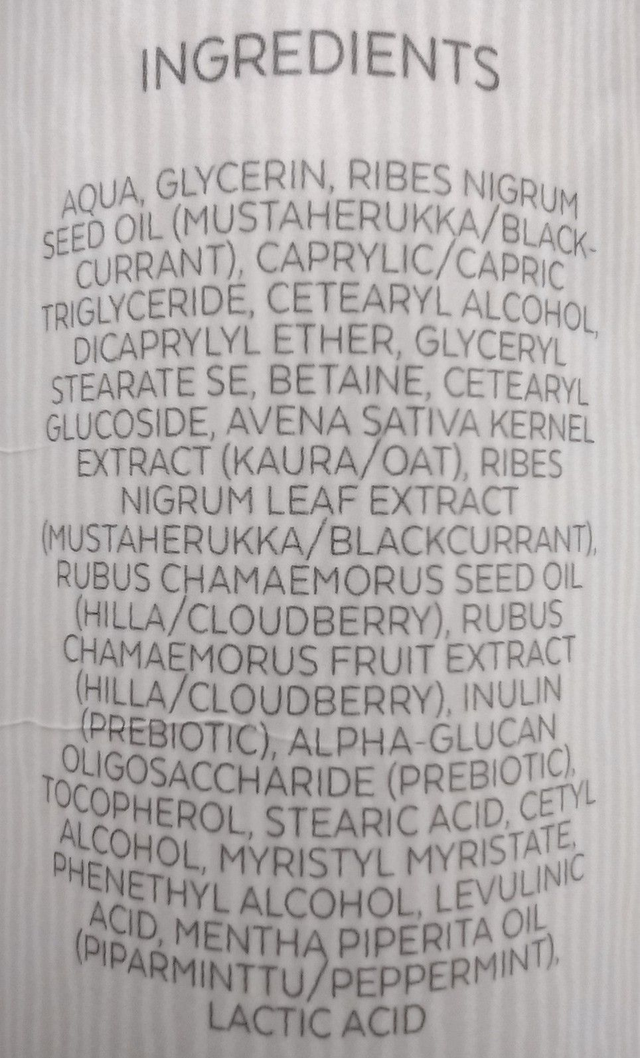 INGREDIENTS
AQUA, GLYCERIN, RIBES NIGRUM
SEED OIL (MUSTAHERUKKA/BLACK-
CURRANT), CAPRYLIC/CAPRIC
TRIGLYCERIDE, CETEARYL ALCOHOL,
DICAPRYLYL ETHER, GLYCERYL
STEARATE SE, BETAINE, CETEARYL
GLUCOSIDE, AVENA SATIVA KERNEL
EXTRACT (KAURA/OAT), RIBES
NIGRUM LEAF EXTRACT
(MUSTAHERUKKA/BLACKCURRANT),
RUBUS CHAMAEMORUS SEED OIL
(HILLA/CLOUDBERRY), RUBUS
CHAMAEMORUS FRUIT EXTRACT
(HILLA/CLOUDBERRY), INULIN
(PREBIOTIC), ALPHA-GLUCAN
OLIGOSACCHARIDE (PREBIOTIC),
TOCOPHEROL, STEARIC ACID, CETYL
ALCOHOL, MYRISTYL MYRISTATE,
PHENETHYL ALCOHOL, LEVULINIC
ACID, MENTHA PIPERITA OIL
(PIPARMINTTU/PEPPERMINT),
LACTIC ACID